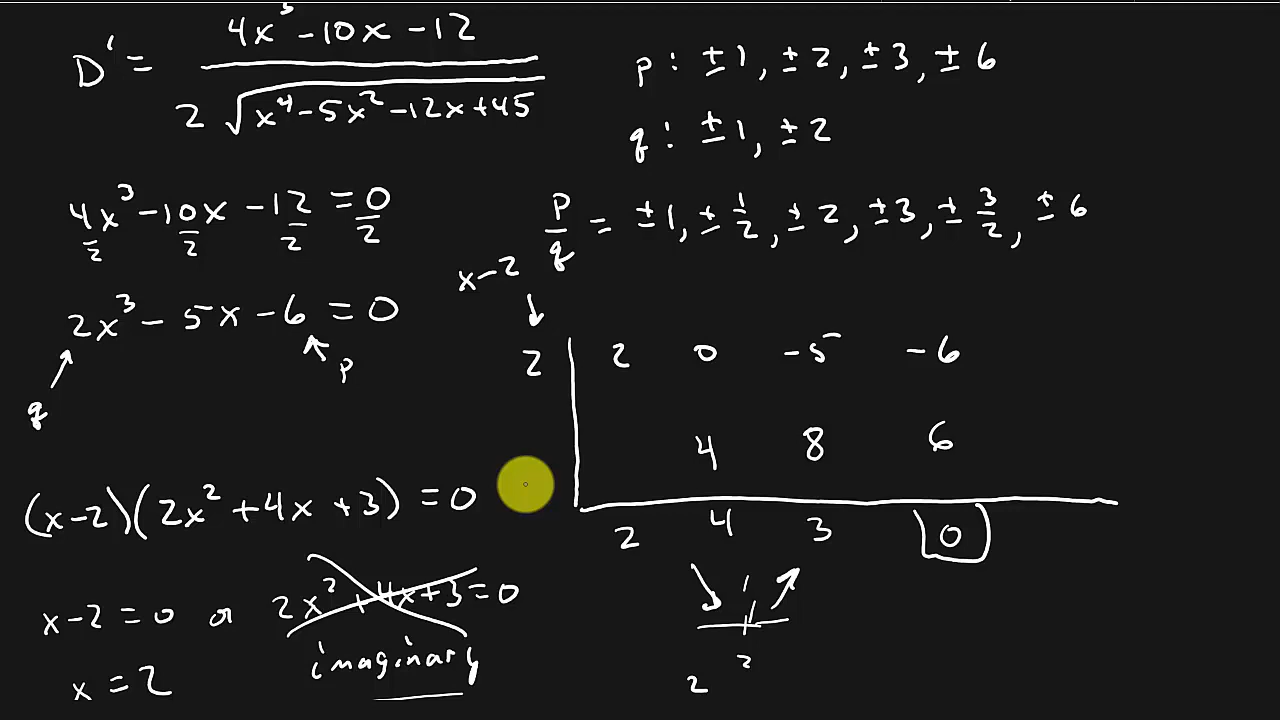 D' = (4x³ - 10x - 12) / (2√(x⁴ - 5x² - 12x + 45))
p: ±1, ±2, ±3, ±6
q: ±1, ±2
4x³/2 - 10x/2 - 12/2 = 0/2
p/q = ±1, ±1/2, ±2, ±3, ±3/2, ±6
x-2
2x³ - 5x - 6 = 0
q
p
2 | 2 0 -5 -6
4 8 6
2 4 3 0
(x-2)(2x² + 4x + 3) = 0
x-2 = 0 or 2x² + 4x + 3 = 0
imaginary
x = 2
2
2